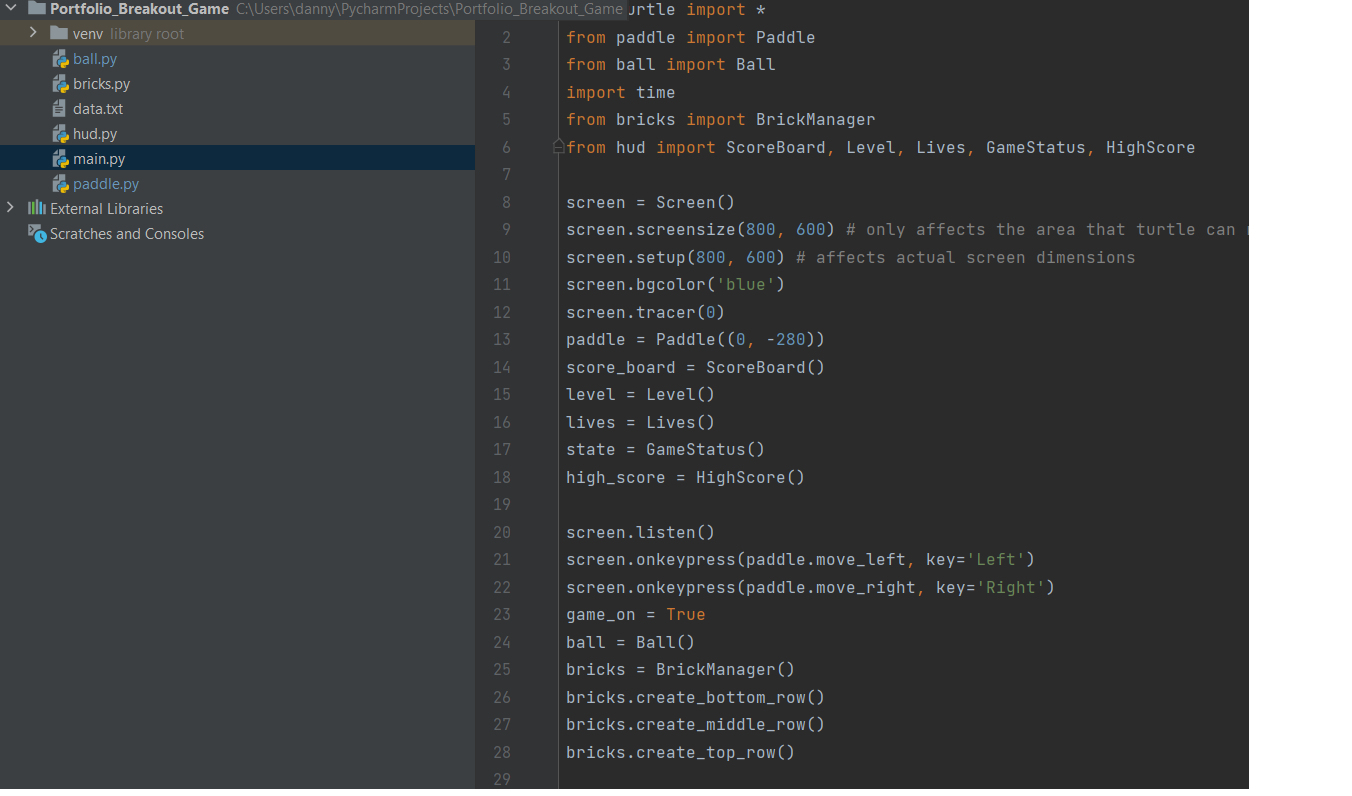 Portfolio_Breakout_Game C:\Users\danny\PycharmProjects\Portfolio_Breakout_Game
venv library root
ball.py
bricks.py
data.txt
hud.py
main.py
paddle.py
External Libraries
Scratches and Consoles
import *
2 from paddle import Paddle
3 from ball import Ball
4 import time
5 from bricks import BrickManager
6 from hud import ScoreBoard, Level, Lives, GameStatus, HighScore
7
8 screen = Screen()
9 screen.screensize(800, 600) # only affects the area that turtle can
10 screen.setup(800, 600) # affects actual screen dimensions
11 screen.bgcolor('blue')
12 screen.tracer(0)
13 paddle = Paddle((0, -280))
14 score_board = ScoreBoard()
15 level = Level()
16 lives = Lives()
17 state = GameStatus()
18 high_score = HighScore()
19
20 screen.listen()
21 screen.onkeypress(paddle.move_left, key='Left')
22 screen.onkeypress(paddle.move_right, key='Right')
23 game_on = True
24 ball = Ball()
25 bricks = BrickManager()
26 bricks.create_bottom_row()
27 bricks.create_middle_row()
28 bricks.create_top_row()
29